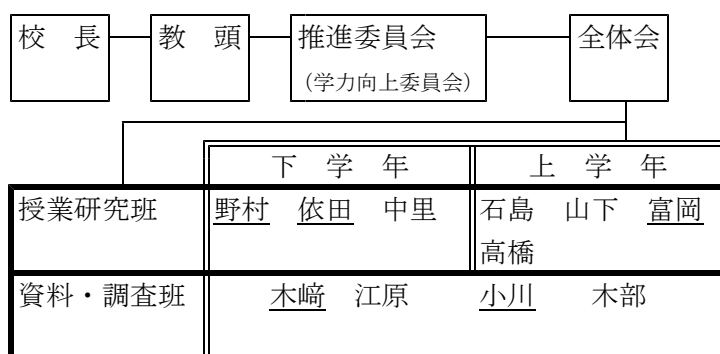 校　長　教　頭　推進委員会　全体会
（学力向上委員会）
下　学　年　上　学　年
授業研究班　野村　依田　中里　石島　山下　富岡
高橋
資料・調査班　木﨑　江原　小川　木部